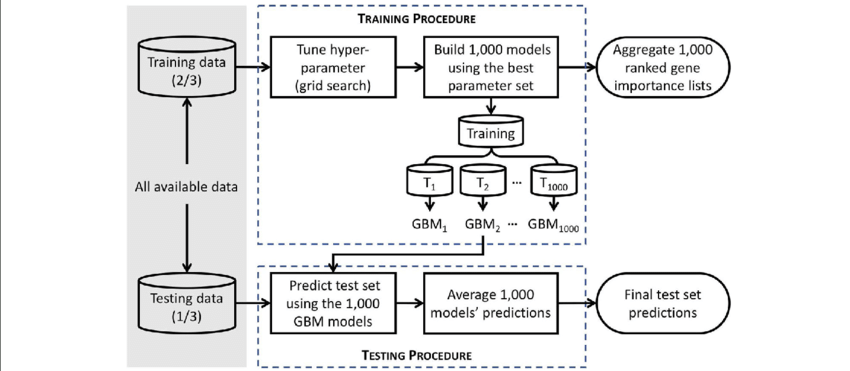 TRAINING PROCEDURE
Training data
(2/3)
Tune hyper-
parameter
(grid search)
Build 1,000 models
using the best
parameter set
Aggregate 1,000
ranked gene
importance lists
Training
T1 T2 ... T1000
GBM1 GBM2 ... GBM1000
All available data
Testing data
(1/3)
Predict test set
using the 1,000
GBM models
Average 1,000
models' predictions
Final test set
predictions
TESTING PROCEDURE